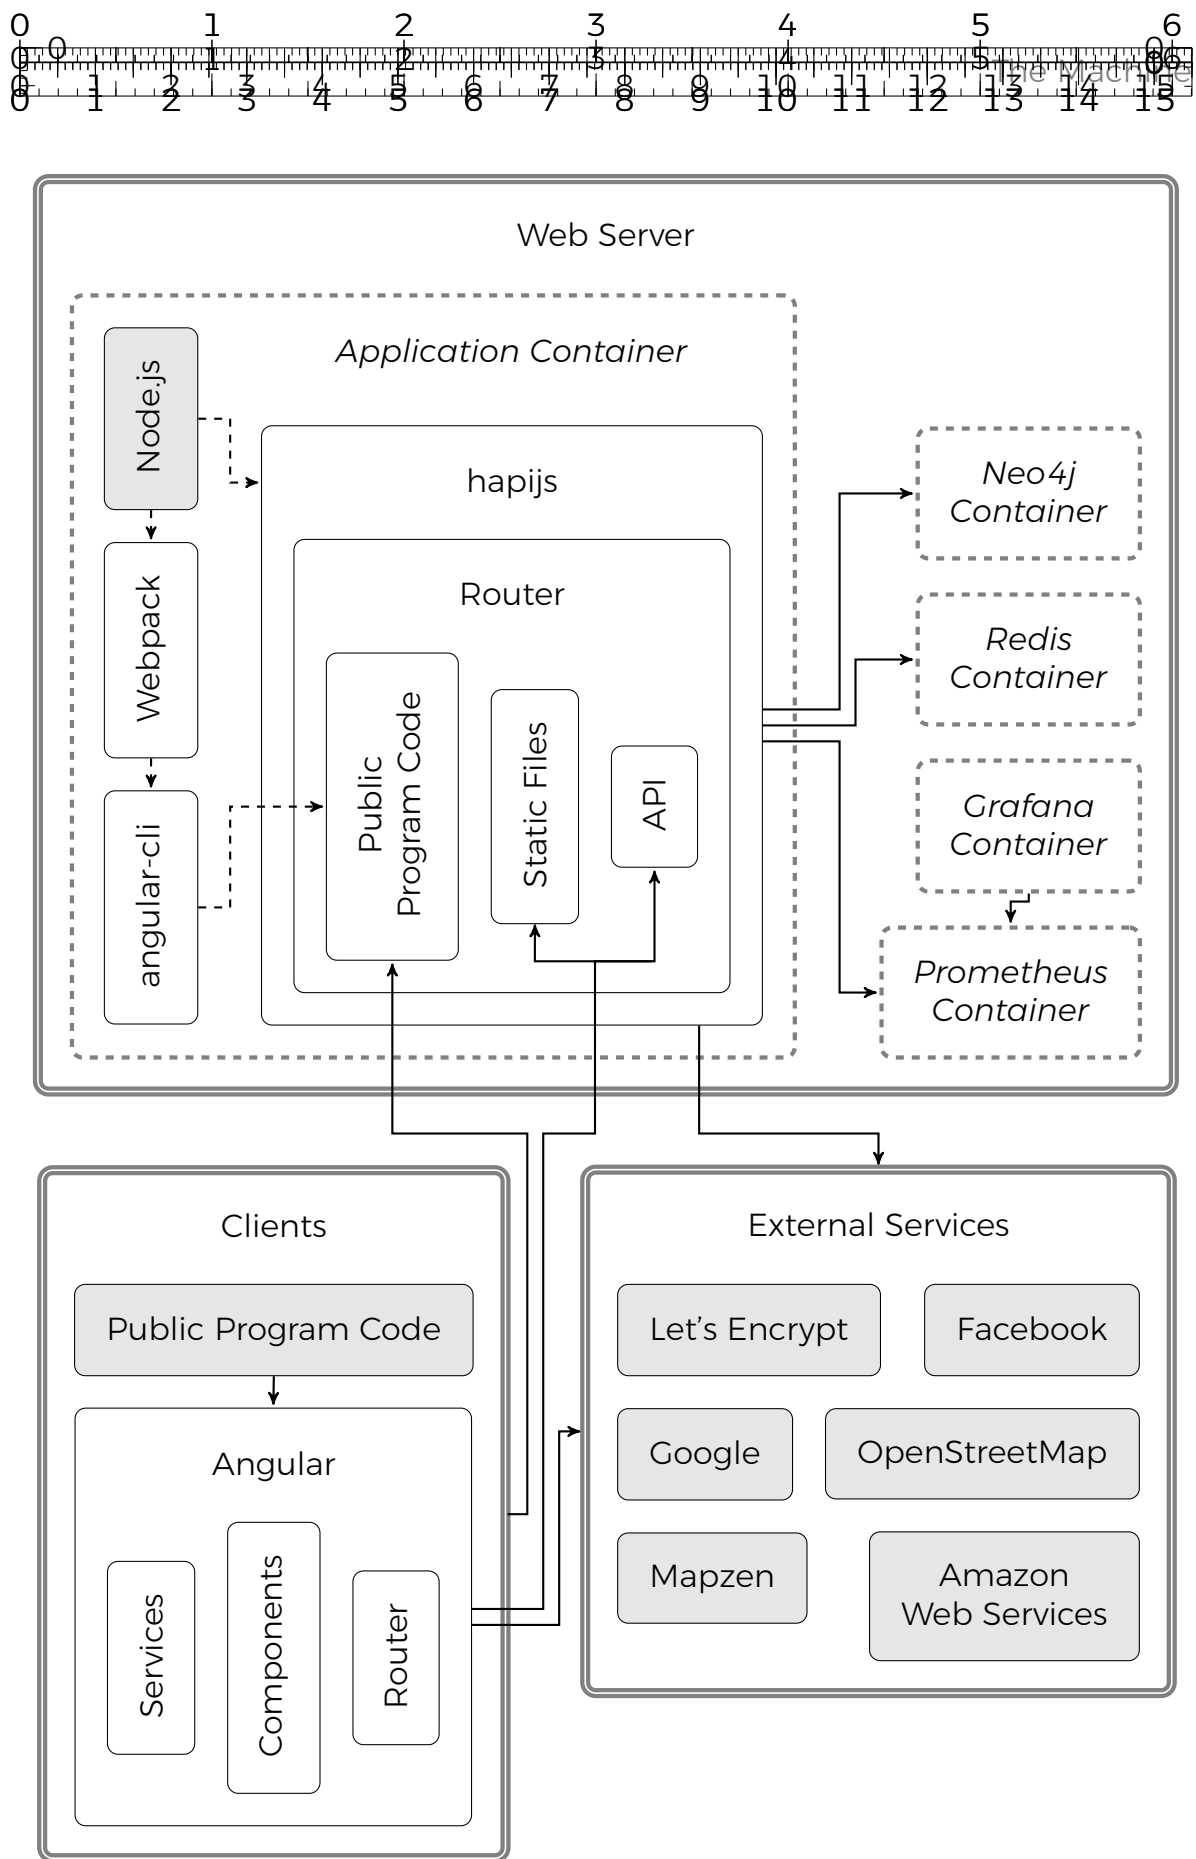 0 1 2 3 4 5 6
0 1 2 3 4 5 6 7 8 9 10 11 12 13 14 15
The Machine
Web Server
Application Container
Node.js
Webpack
angular-cli
hapijs
Router
Public
Program Code
Static Files
API
Neo4j
Container
Redis
Container
Grafana
Container
Prometheus
Container
Clients
Public Program Code
Angular
Services
Components
Router
External Services
Let's Encrypt
Facebook
Google
OpenStreetMap
Mapzen
Amazon
Web Services